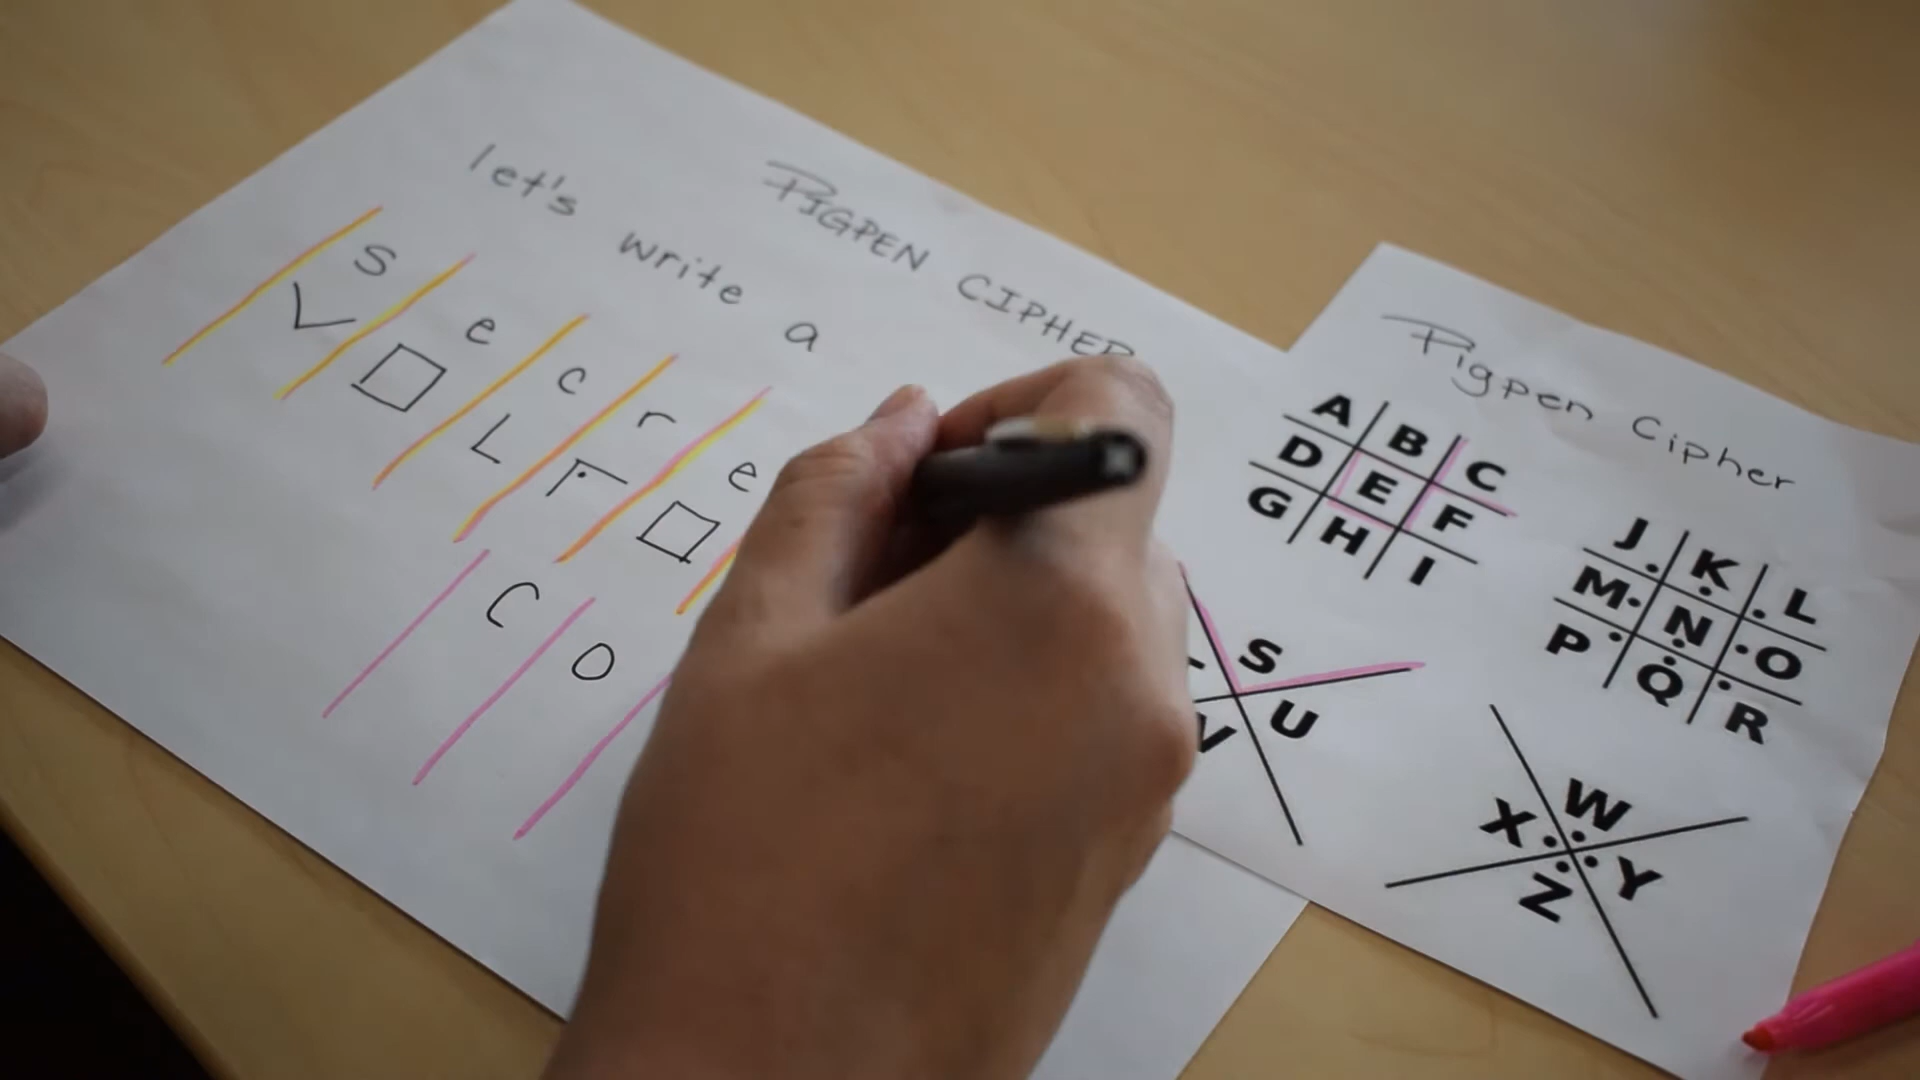 PIGPEN CIPHER
let's write a
s e c r e
c o
Pigpen Cipher
A B C
D E F
G H I
J K L
M N O
P Q R
S
U
V
W
X Y
Z